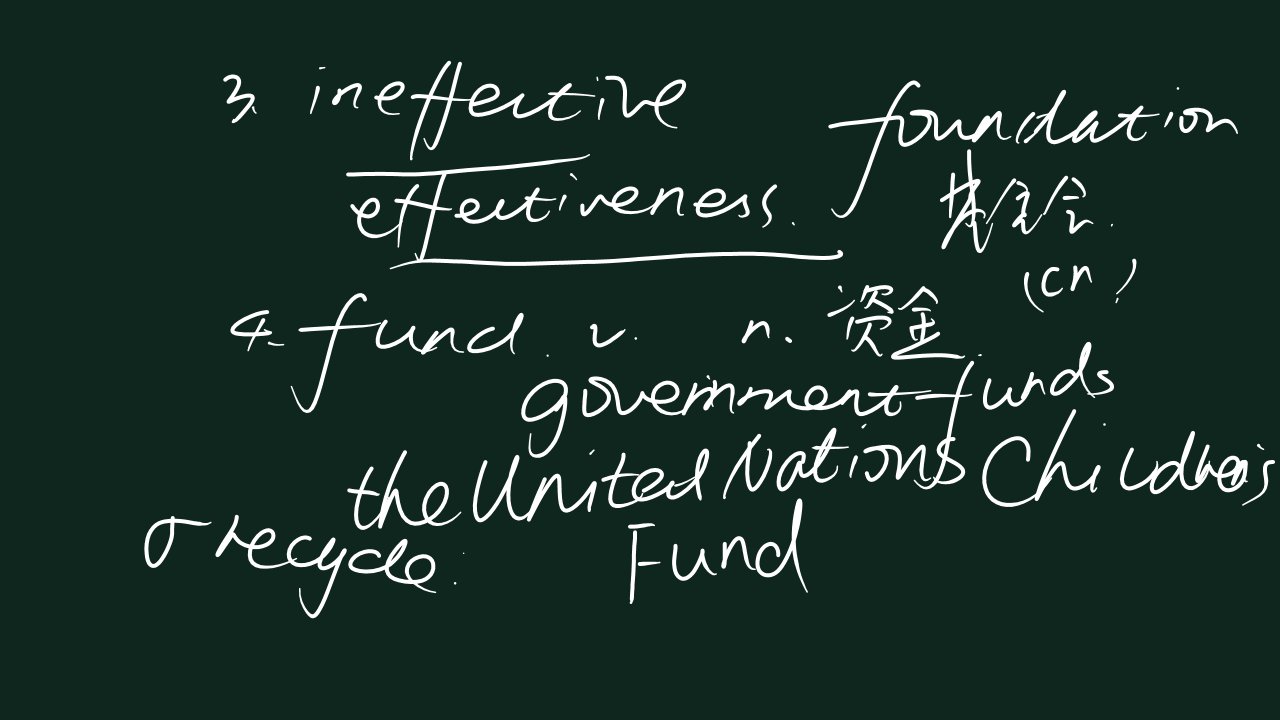 3. ineffective
foundation
effectiveness.
基金会.
(cn)
4. fund. v. n. 资金.
government funds
the United Nations Children's
Fund
recycle.